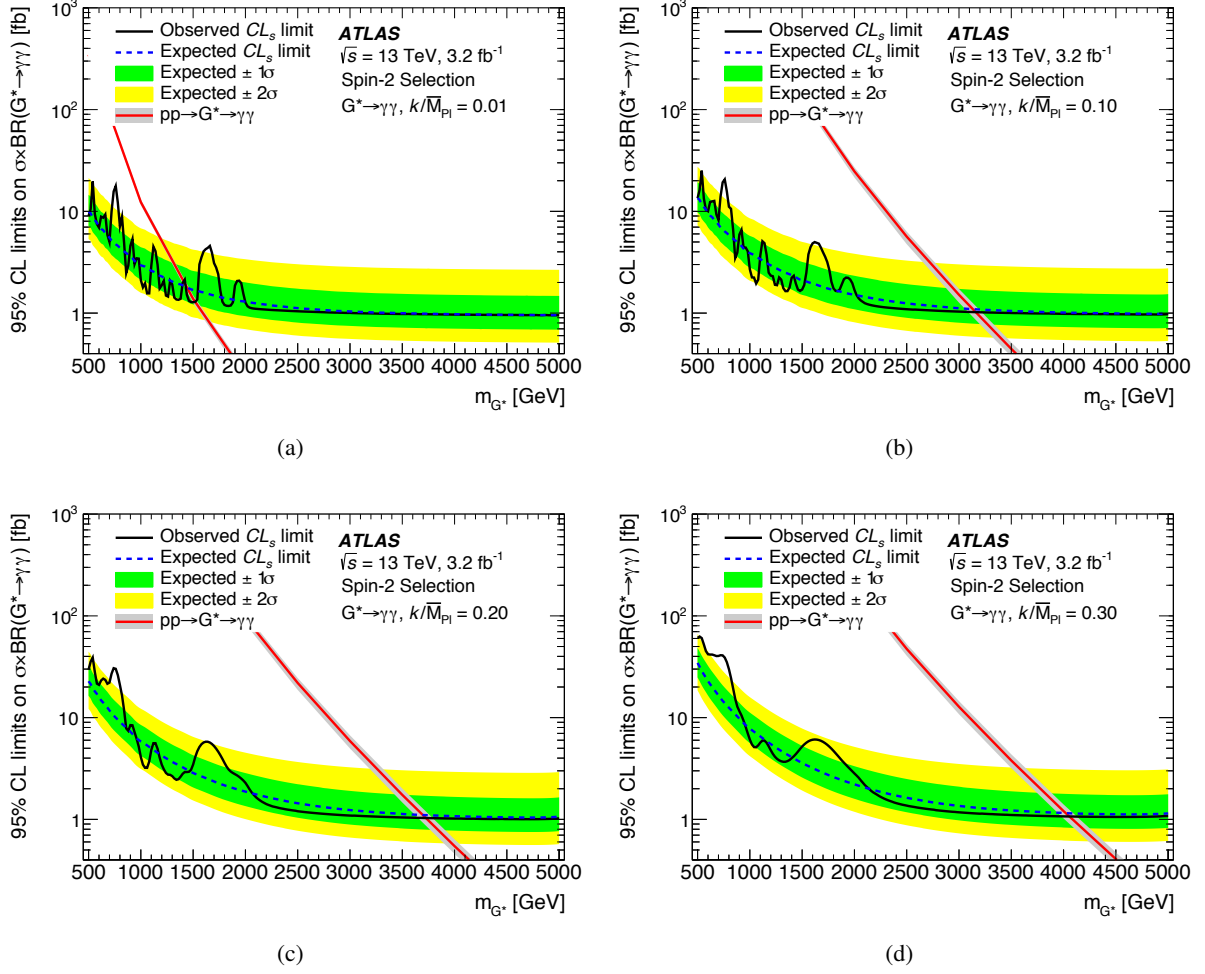 95% CL limits on σ×BR(G*→γγ) [fb]
10³
10²
10
1
Observed CLₛ limit
Expected CLₛ limit
Expected ± 1σ
Expected ± 2σ
pp→G*→γγ
ATLAS
√s = 13 TeV, 3.2 fb⁻¹
Spin-2 Selection
G*→γγ, k/M̅_Pl = 0.01
500 1000 1500 2000 2500 3000 3500 4000 4500 5000
m_G* [GeV]
(a)
95% CL limits on σ×BR(G*→γγ) [fb]
10³
10²
10
1
Observed CLₛ limit
Expected CLₛ limit
Expected ± 1σ
Expected ± 2σ
pp→G*→γγ
ATLAS
√s = 13 TeV, 3.2 fb⁻¹
Spin-2 Selection
G*→γγ, k/M̅_Pl = 0.10
500 1000 1500 2000 2500 3000 3500 4000 4500 5000
m_G* [GeV]
(b)
95% CL limits on σ×BR(G*→γγ) [fb]
10³
10²
10
1
Observed CLₛ limit
Expected CLₛ limit
Expected ± 1σ
Expected ± 2σ
pp→G*→γγ
ATLAS
√s = 13 TeV, 3.2 fb⁻¹
Spin-2 Selection
G*→γγ, k/M̅_Pl = 0.20
500 1000 1500 2000 2500 3000 3500 4000 4500 5000
m_G* [GeV]
(c)
95% CL limits on σ×BR(G*→γγ) [fb]
10³
10²
10
1
Observed CLₛ limit
Expected CLₛ limit
Expected ± 1σ
Expected ± 2σ
pp→G*→γγ
ATLAS
√s = 13 TeV, 3.2 fb⁻¹
Spin-2 Selection
G*→γγ, k/M̅_Pl = 0.30
500 1000 1500 2000 2500 3000 3500 4000 4500 5000
m_G* [GeV]
(d)